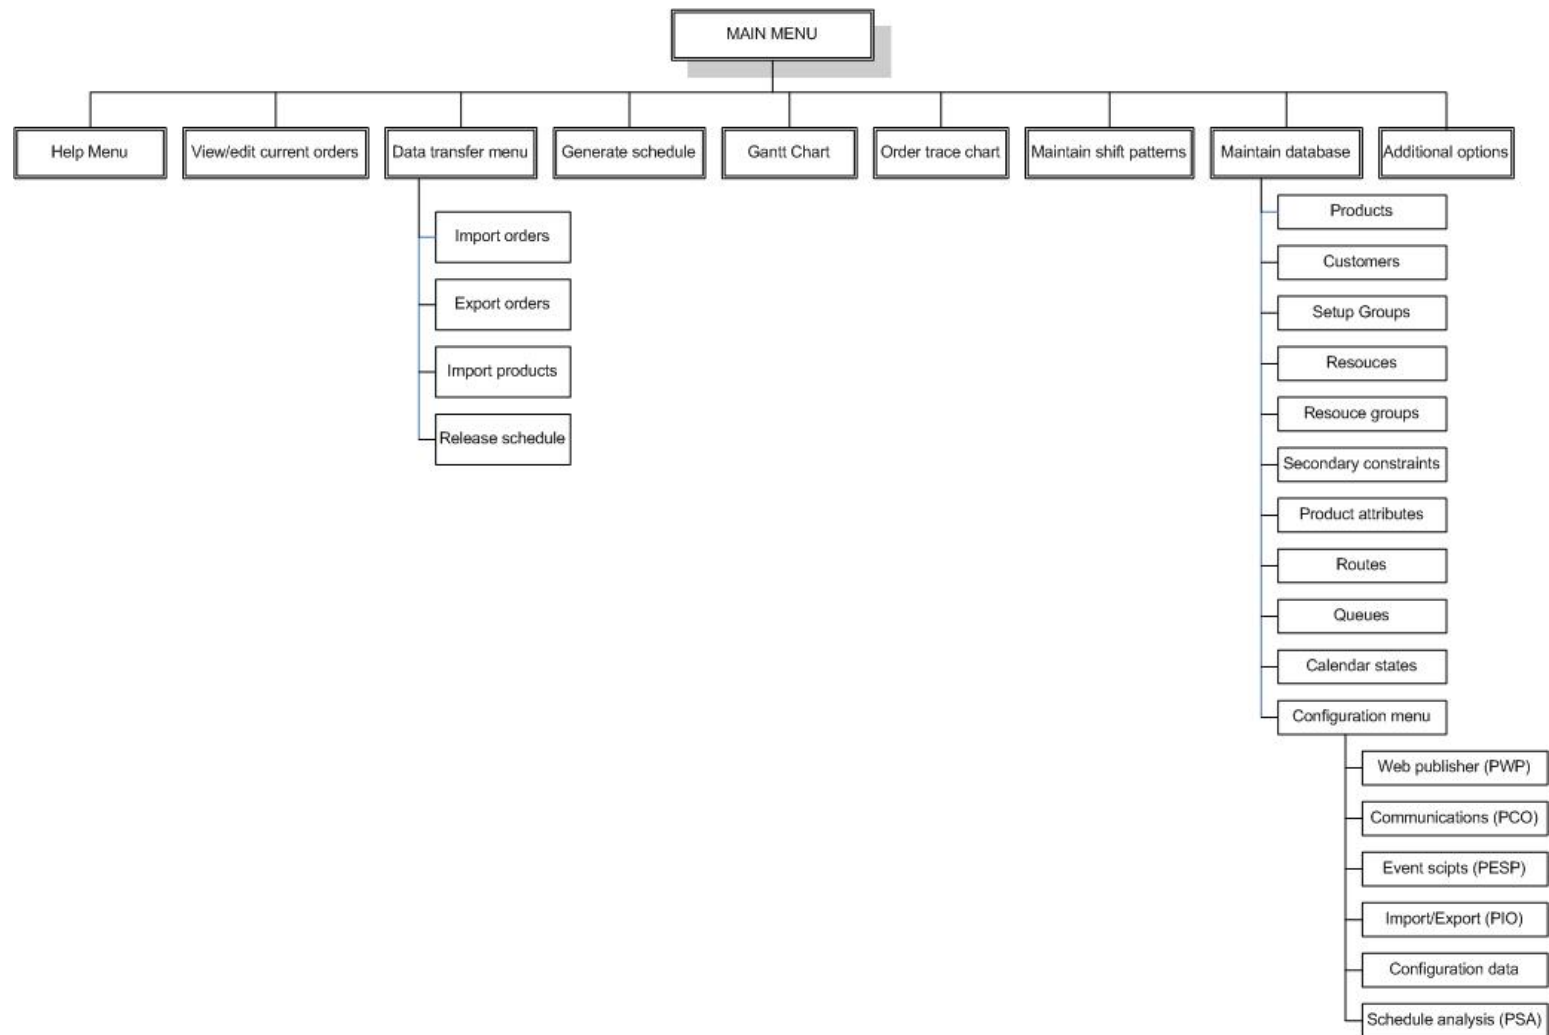 MAIN MENU
Help Menu
View/edit current orders
Data transfer menu
Generate schedule
Gantt Chart
Order trace chart
Maintain shift patterns
Maintain database
Additional options
Import orders
Export orders
Import products
Release schedule
Products
Customers
Setup Groups
Resouces
Resouce groups
Secondary constraints
Product attributes
Routes
Queues
Calendar states
Configuration menu
Web publisher (PWP)
Communications (PCO)
Event scipts (PESP)
Import/Export (PIO)
Configuration data
Schedule analysis (PSA)